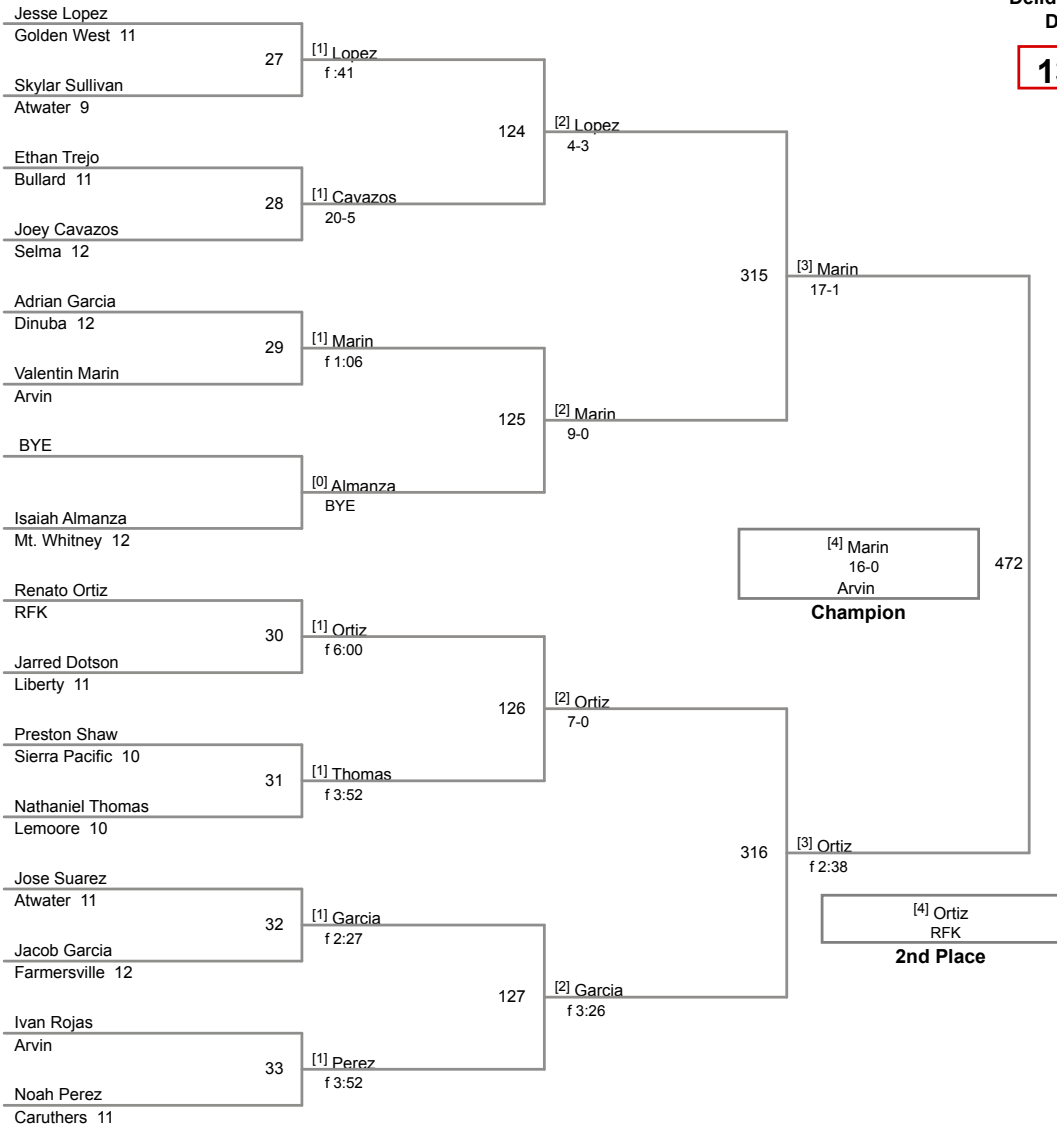 Jesse Lopez
Golden West 11
27
Skylar Sullivan
Atwater 9
[1] Lopez
f :41
Ethan Trejo
Bullard 11
28
Joey Cavazos
Selma 12
[1] Cavazos
20-5
124
[2] Lopez
4-3
Adrian Garcia
Dinuba 12
29
Valentin Marin
Arvin
[1] Marin
f 1:06
BYE
Isaiah Almanza
Mt. Whitney 12
[0] Almanza
BYE
125
[2] Marin
9-0
315
[3] Marin
17-1
Renato Ortiz
RFK
30
Jarred Dotson
Liberty 11
[1] Ortiz
f 6:00
Preston Shaw
Sierra Pacific 10
31
Nathaniel Thomas
Lemoore 10
[1] Thomas
f 3:52
126
[2] Ortiz
7-0
Jose Suarez
Atwater 11
32
Jacob Garcia
Farmersville 12
[1] Garcia
f 2:27
Ivan Rojas
Arvin
33
Noah Perez
Caruthers 11
[1] Perez
f 3:52
127
[2] Garcia
f 3:26
316
[3] Ortiz
f 2:38
472
[4] Marin
16-0
Arvin
Champion
[4] Ortiz
RFK
2nd Place